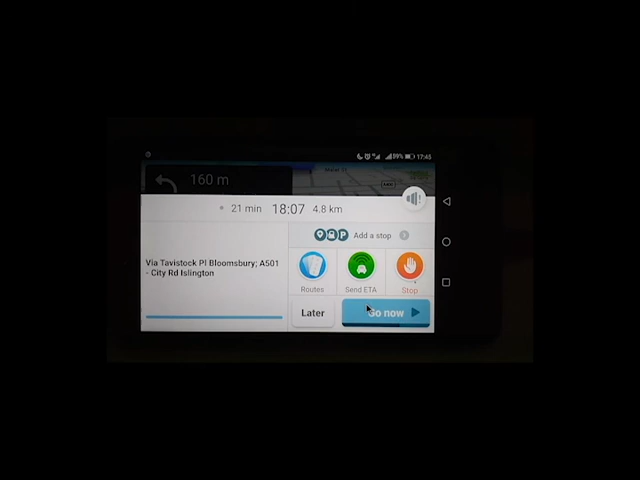 59% 17:45
160 m
21 min 18:07 4.8 km
Add a stop
Via Tavistock Pl Bloomsbury; A501
- City Rd Islington
Routes
Send ETA
Stop
Later
Go now